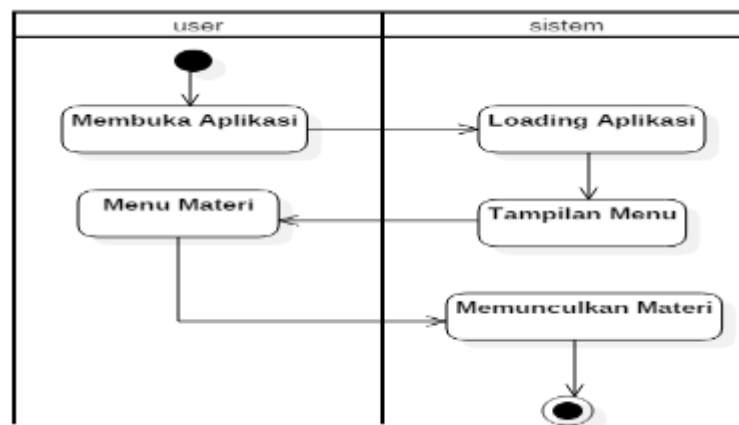 user
sistem
Membuka Aplikasi
Loading Aplikasi
Menu Materi
Tampilan Menu
Memunculkan Materi